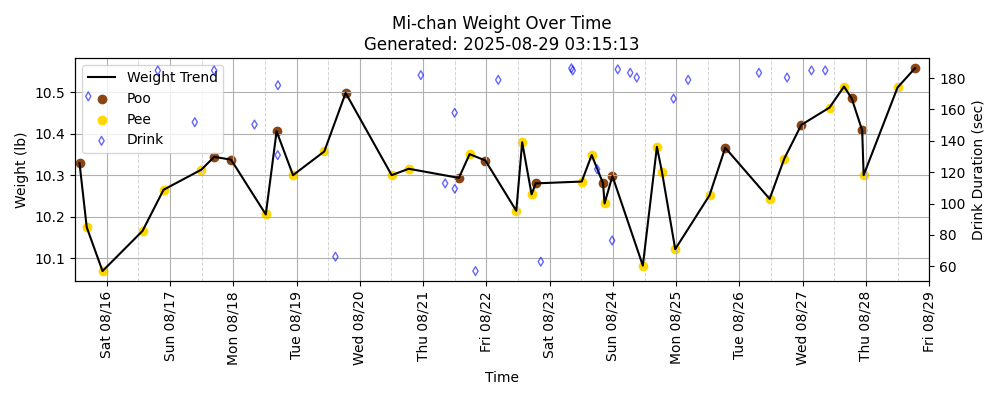 Mi-chan Weight Over Time
Generated: 2025-08-29 03:15:13
Weight Trend
Poo
Pee
Drink
Weight (lb)
10.5
10.4
10.3
10.2
10.1
Drink Duration (sec)
180
160
140
120
100
80
60
Sat 08/16
Sun 08/17
Mon 08/18
Tue 08/19
Wed 08/20
Thu 08/21
Fri 08/22
Sat 08/23
Sun 08/24
Mon 08/25
Tue 08/26
Wed 08/27
Thu 08/28
Fri 08/29
Time